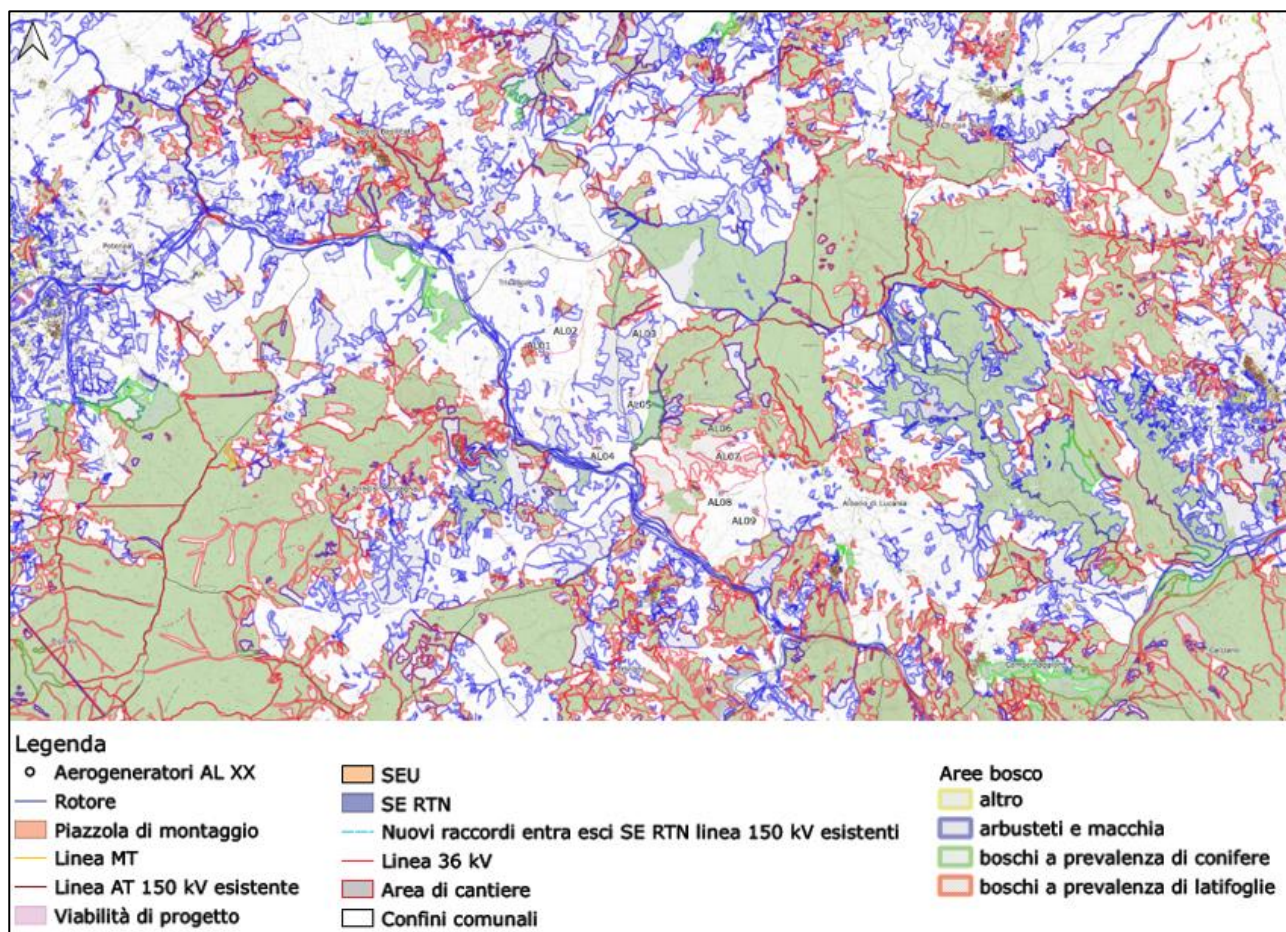 Potenza
AL02
AL01
AL03
AL05
AL06
AL07
AL04
AL08
AL09
Albano di Lucania
Legenda
Aerogeneratori AL XX
Rotore
Piazzola di montaggio
Linea MT
Linea AT 150 kV esistente
Viabilità di progetto
SEU
SE RTN
Nuovi raccordi entra esci SE RTN linea 150 kV esistenti
Linea 36 kV
Area di cantiere
Confini comunali
Aree bosco
altro
arbusteti e macchia
boschi a prevalenza di conifere
boschi a prevalenza di latifoglie